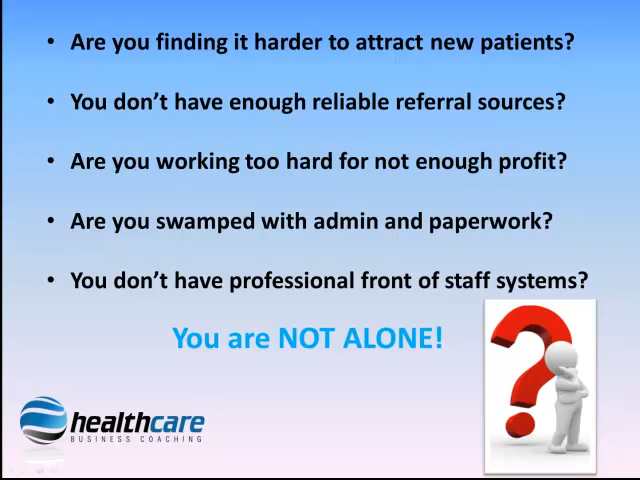 • Are you finding it harder to attract new patients?
• You don't have enough reliable referral sources?
• Are you working too hard for not enough profit?
• Are you swamped with admin and paperwork?
• You don't have professional front of staff systems?
You are NOT ALONE!
healthcare
BUSINESS COACHING